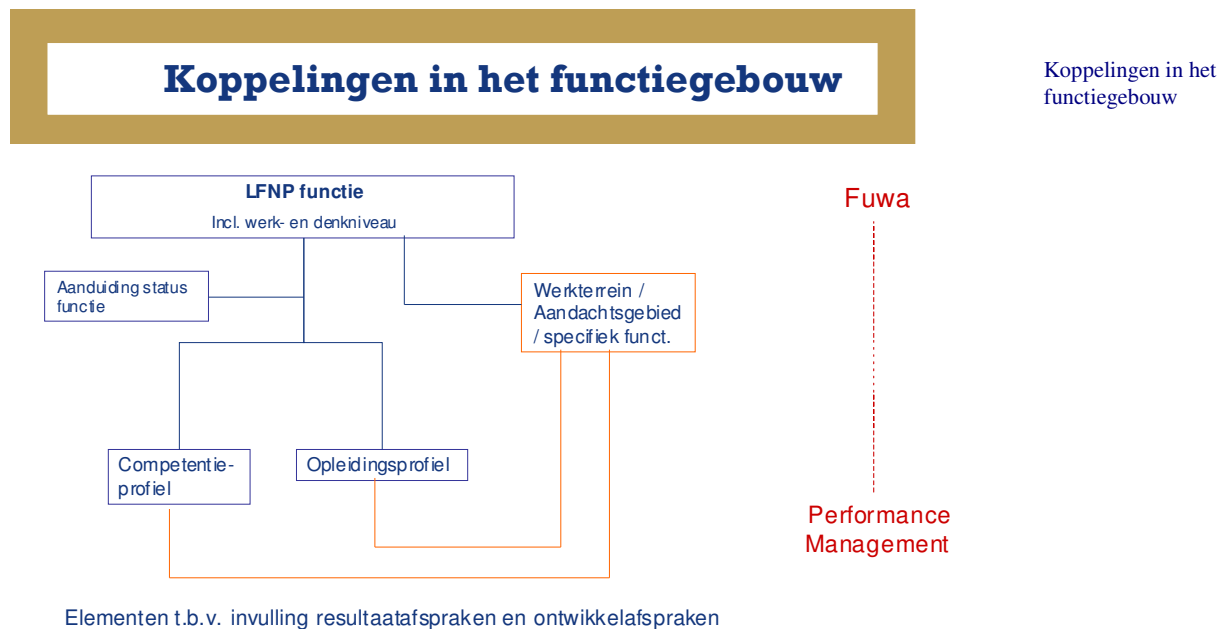 Koppelingen in het functiegebouw
Koppelingen in het
functiegebouw
LFNP functie
Incl. werk- en denkniveau
Fuwa
Aanduiding status
functie
Werkterrein /
Aandachtsgebied
/ specifiek funct.
Competentie-
profiel
Opleidingsprofiel
Performance
Management
Elementen t.b.v. invulling resultaatafspraken en ontwikkelafspraken